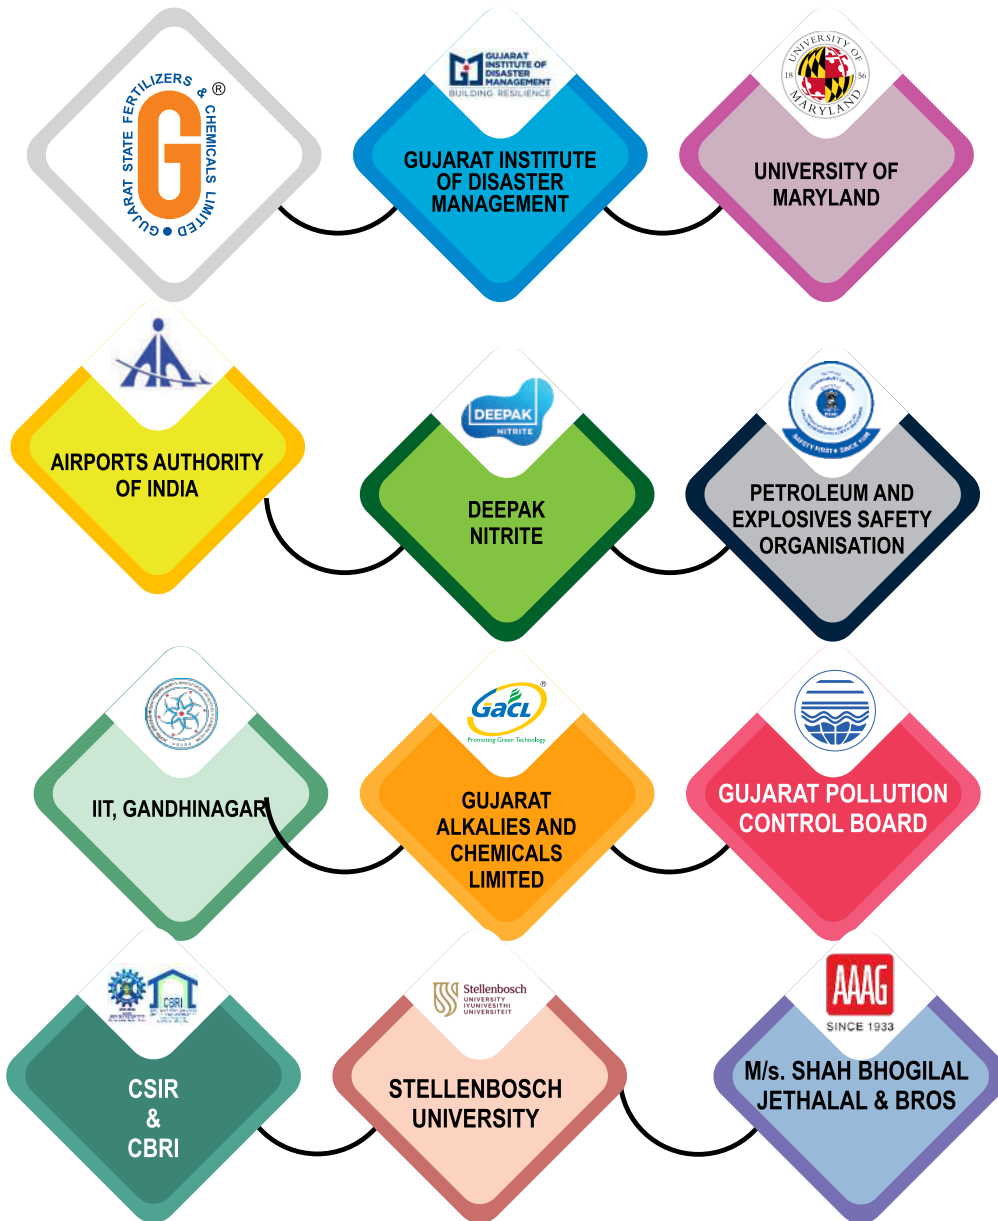 GUJARAT STATE FERTILIZERS & CHEMICALS LIMITED
G
®
GUJARAT
INSTITUTE OF
DISASTER
MANAGEMENT
BUILDING RESILIENCE
GUJARAT INSTITUTE
OF DISASTER
MANAGEMENT
UNIVERSITY OF
18 56
MARYLAND
UNIVERSITY OF
MARYLAND
AIRPORTS AUTHORITY
OF INDIA
DEEPAK
NITRITE
DEEPAK
NITRITE
SAFETY FIRST ★ SINCE 1898
PETROLEUM AND
EXPLOSIVES SAFETY
ORGANISATION
IIT, GANDHINAGAR
GACL
®
Promoting Green Technology
GUJARAT
ALKALIES AND
CHEMICALS
LIMITED
GUJARAT POLLUTION
CONTROL BOARD
CBRI
CSIR
&
CBRI
Stellenbosch
UNIVERSITY
IYUNIVESITHI
UNIVERSITEIT
STELLENBOSCH
UNIVERSITY
AAAG
SINCE 1933
M/s. SHAH BHOGILAL
JETHALAL & BROS